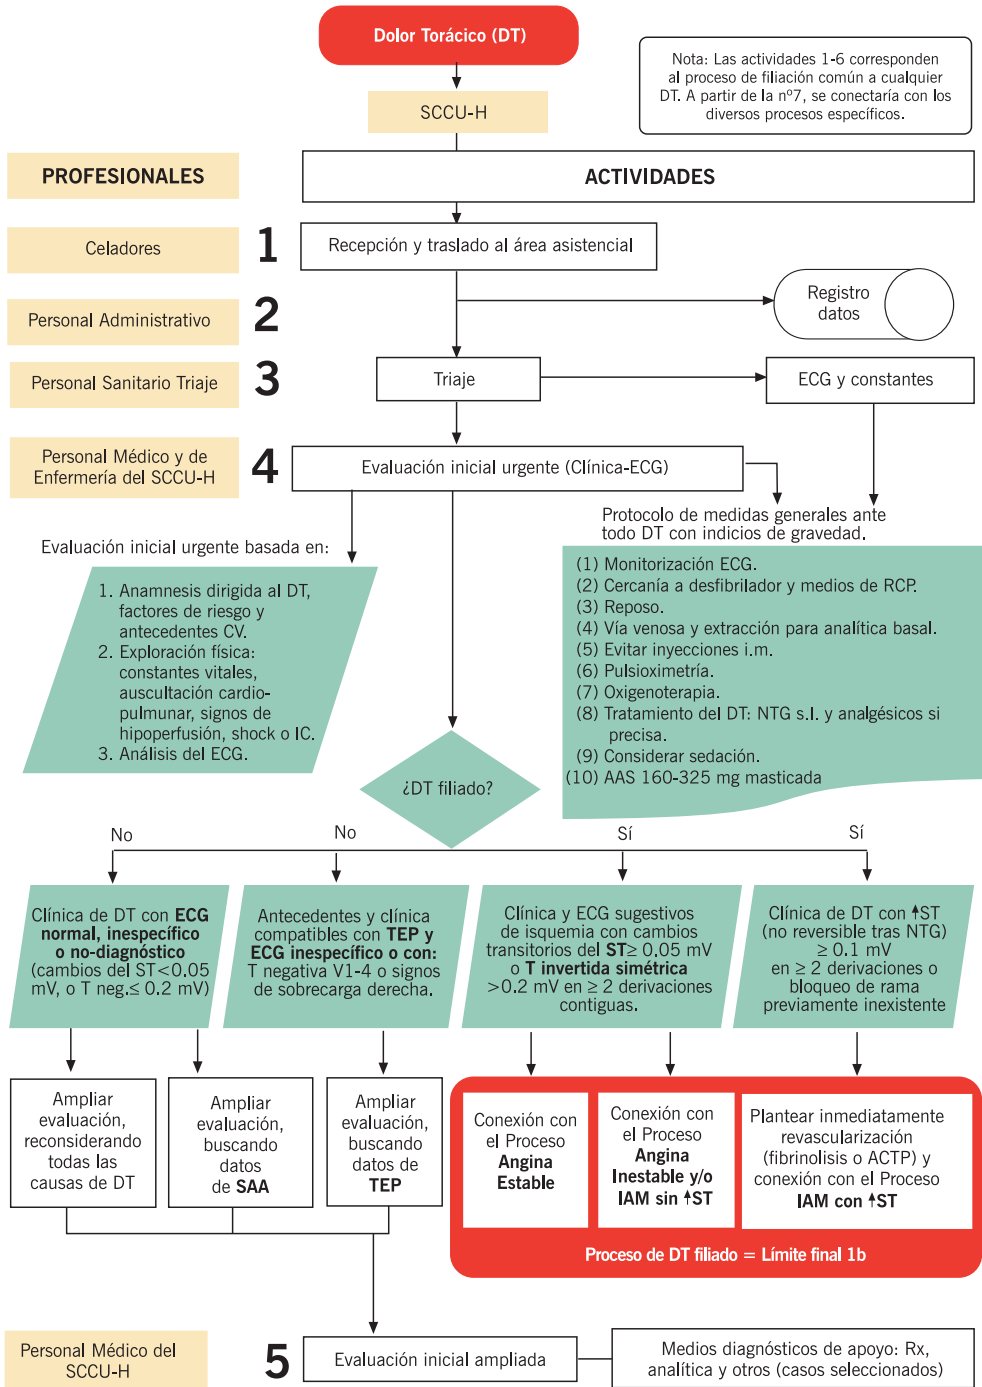 Dolor Torácico (DT)
Nota: Las actividades 1-6 corresponden
al proceso de filiación común a cualquier
DT. A partir de la nº7, se conectaría con los
diversos procesos específicos.
SCCU-H
PROFESIONALES
ACTIVIDADES
Celadores
1
Recepción y traslado al área asistencial
Personal Administrativo
2
Registro
datos
Personal Sanitario Triaje
3
Triaje
ECG y constantes
Personal Médico y de
Enfermería del SCCU-H
4
Evaluación inicial urgente (Clínica-ECG)
Evaluación inicial urgente basada en:
1. Anamnesis dirigida al DT,
factores de riesgo y
antecedentes CV.
2. Exploración física:
constantes vitales,
auscultación cardio-
pulmunar, signos de
hipoperfusión, shock o IC.
3. Análisis del ECG.
Protocolo de medidas generales ante
todo DT con indicios de gravedad.
(1) Monitorización ECG.
(2) Cercanía a desfibrilador y medios de RCP.
(3) Reposo.
(4) Vía venosa y extracción para analítica basal.
(5) Evitar inyecciones i.m.
(6) Pulsioximetría.
(7) Oxigenoterapia.
(8) Tratamiento del DT: NTG s.l. y analgésicos si
precisa.
(9) Considerar sedación.
(10) AAS 160-325 mg masticada
¿DT filiado?
No
No
Sí
Sí
Clínica de DT con ECG
normal, inespecífico
o no-diagnóstico
(cambios del ST<0.05
mV, o T neg.≤ 0.2 mV)
Antecedentes y clínica
compatibles con TEP y
ECG inespecífico o con:
T negativa V1-4 o signos
de sobrecarga derecha.
Clínica y ECG sugestivos
de isquemia con cambios
transitorios del ST≥ 0.05 mV
o T invertida simétrica
>0.2 mV en ≥ 2 derivaciones
contiguas.
Clínica de DT con ↑ST
(no reversible tras NTG)
≥ 0.1 mV
en ≥ 2 derivaciones o
bloqueo de rama
previamente inexistente
Ampliar
evaluación,
reconsiderando
todas las
causas de DT
Ampliar
evaluación,
buscando
datos
de SAA
Ampliar
evaluación,
buscando
datos de
TEP
Conexión con
el Proceso
Angina
Estable
Conexión con
el Proceso
Angina
Inestable y/o
IAM sin ↑ST
Plantear inmediatamente
revascularización
(fibrinolisis o ACTP) y
conexión con el Proceso
IAM con ↑ST
Proceso de DT filiado = Límite final 1b
Personal Médico del
SCCU-H
5
Evaluación inicial ampliada
Medios diagnósticos de apoyo: Rx,
analítica y otros (casos seleccionados)